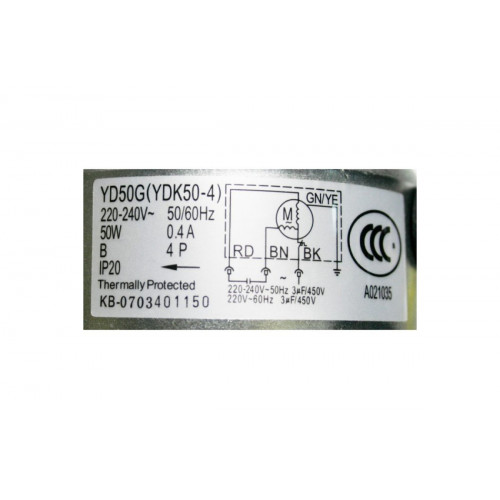 YD50G(YDK50-4)
220-240V~ 50/60Hz
50W 0.4A
B 4P
IP20
Thermally Protected
KB-0703401150
GN/YE
M
RD BN BK
~
220-240V~50Hz 3µF/450V
220V~60Hz 3µF/450V
CCC
A021035